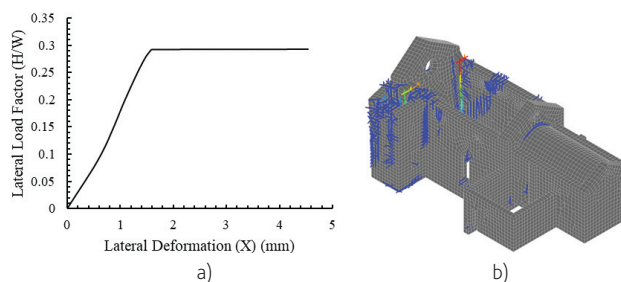 Lateral Load Factor (H/W)
0.35
0.3
0.25
0.2
0.15
0.1
0.05
0
0 1 2 3 4 5
Lateral Deformation (X) (mm)
a) b)